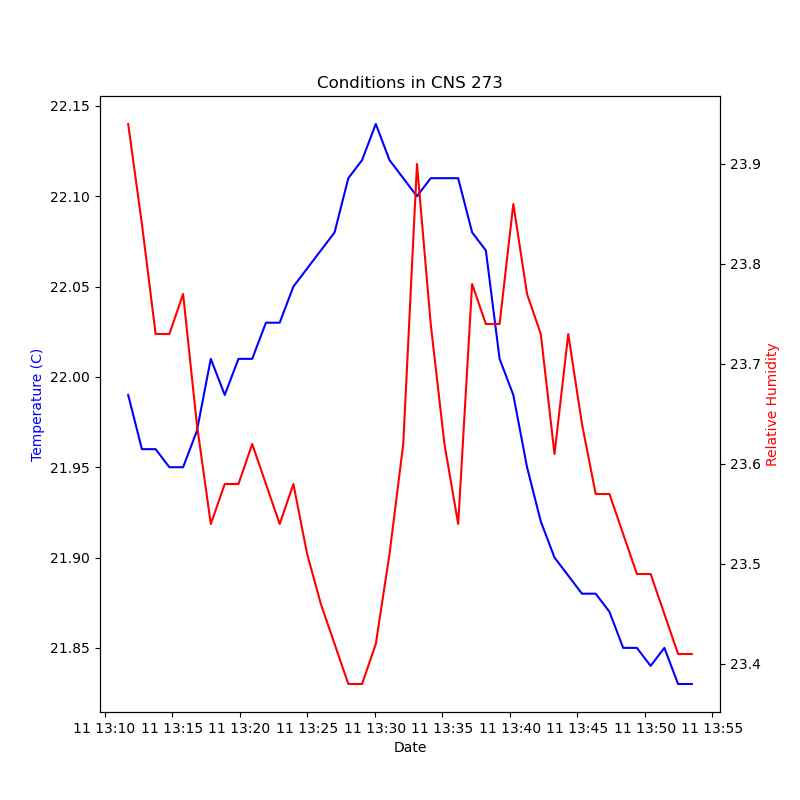 Conditions in CNS 273
22.15
22.10
22.05
22.00
21.95
21.90
21.85
Temperature (C)
23.9
23.8
23.7
23.6
23.5
23.4
Relative Humidity
11 13:10 11 13:15 11 13:20 11 13:25 11 13:30 11 13:35 11 13:40 11 13:45 11 13:50 11 13:55
Date